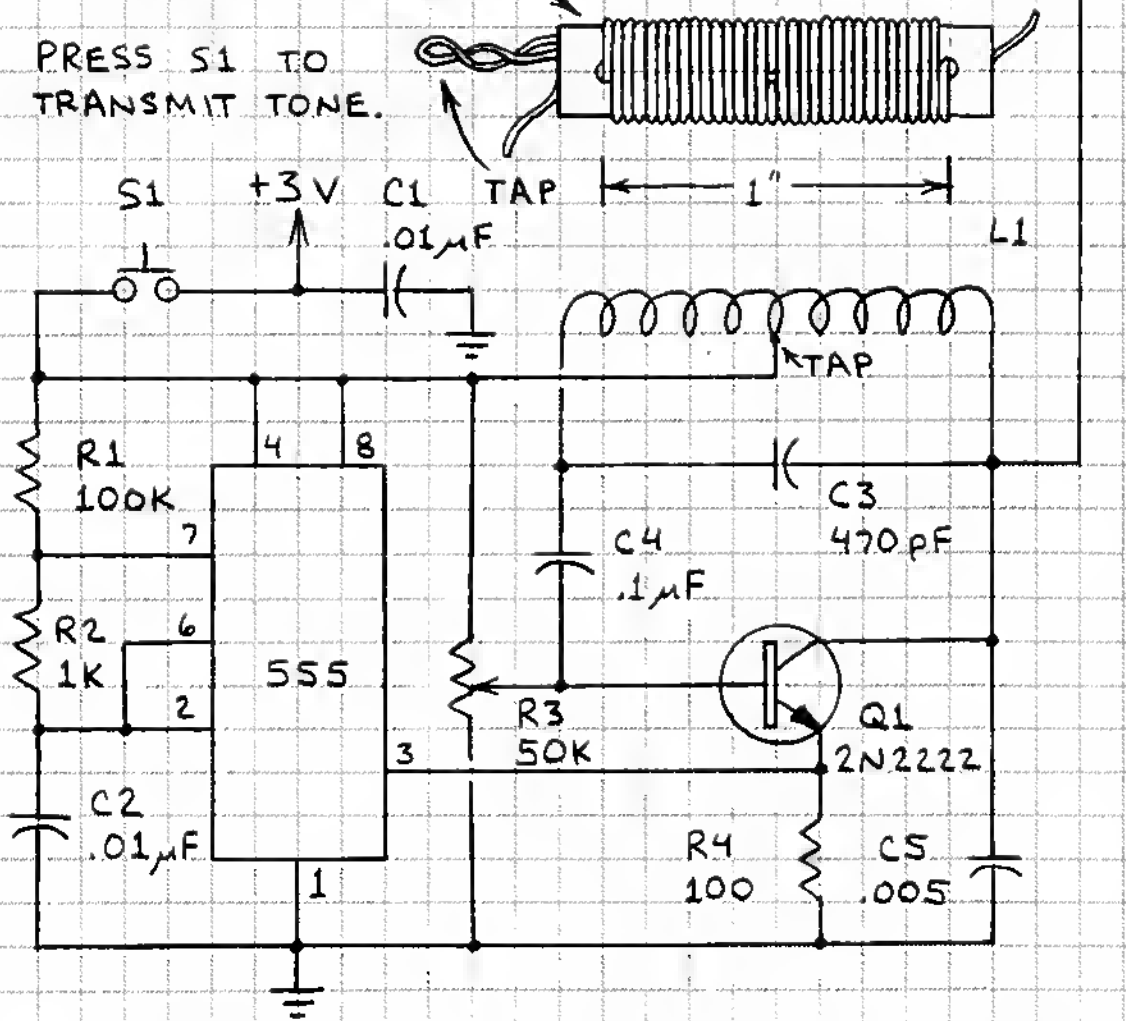 PRESS S1 TO
TRANSMIT TONE.
TAP
1"
S1
+3V
C1
.01µF
L1
TAP
R1
100K
4
8
7
C3
470 pF
C4
.1µF
R2
1K
6
555
2
R3
50K
Q1
2N2222
3
C2
.01µF
R4
100
C5
.005
1